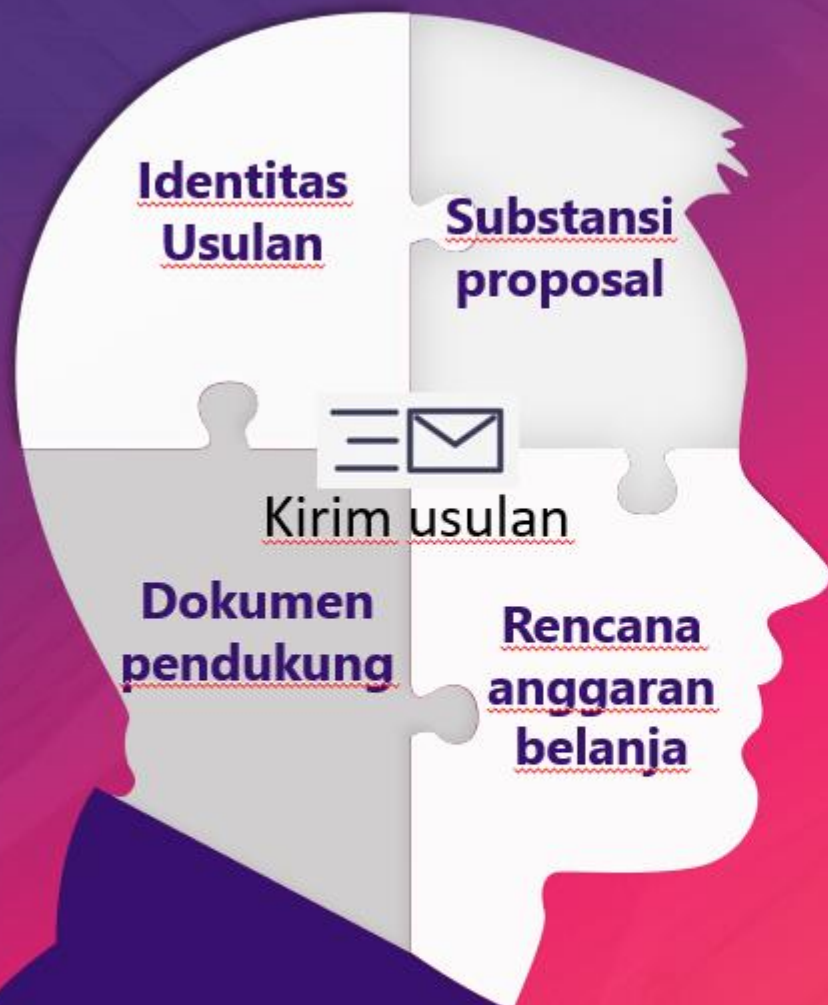 Identitas
Usulan
Substansi
proposal
Kirim usulan
Dokumen
pendukung
Rencana
anggaran
belanja